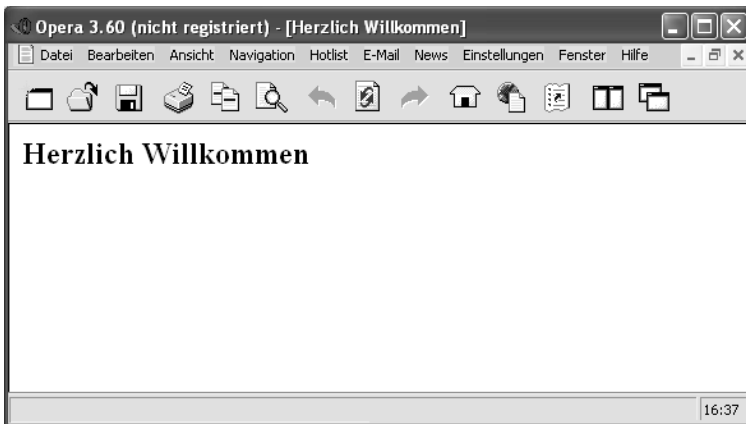 Opera 3.60 (nicht registriert) - [Herzlich Willkommen]
Datei Bearbeiten Ansicht Navigation Hotlist E-Mail News Einstellungen Fenster Hilfe
Herzlich Willkommen
16:37